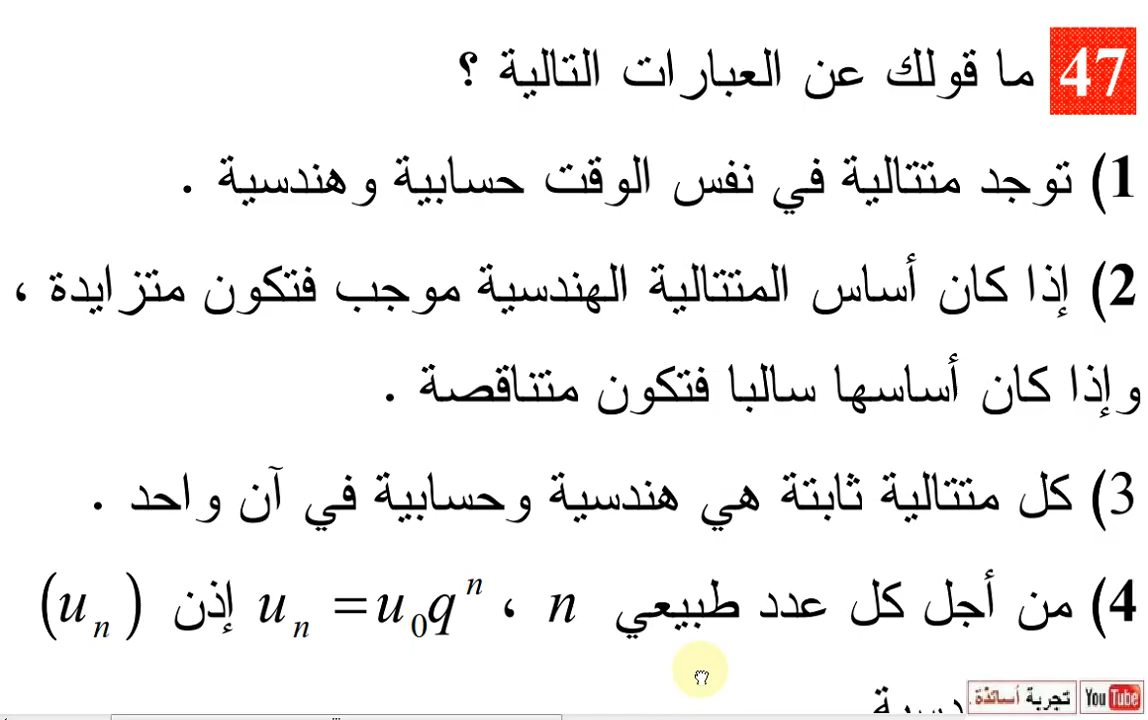 47 ما قولك عن العبارات التالية ؟
1) توجد متتالية في نفس الوقت حسابية وهندسية .
2) إذا كان أساس المتتالية الهندسية موجب فتكون متزايدة ،
وإذا كان أساسها سالبا فتكون متناقصة .
3) كل متتالية ثابتة هي هندسية وحسابية في آن واحد .
4) من أجل كل عدد طبيعي n ، u_n = u_0 q^n إذن (u_n)
تجربة أساتذة. YouTube